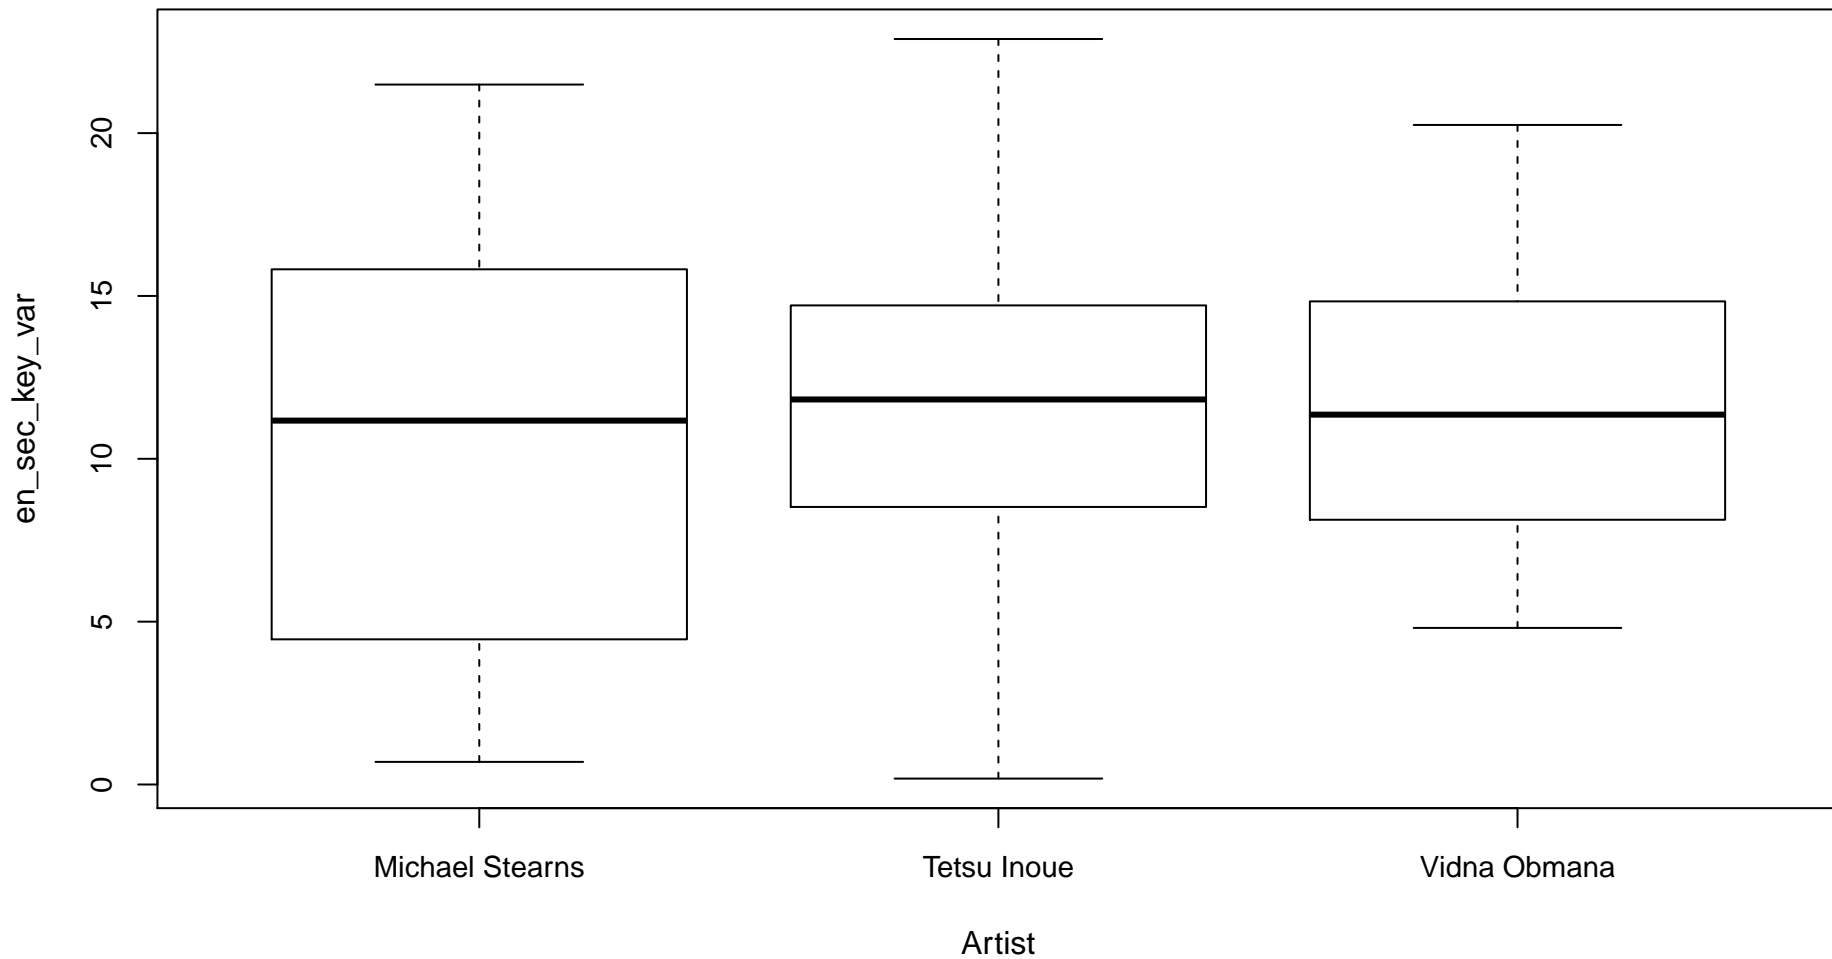 en_sec_key_var
20
15
10
5
0
Michael Stearns
Tetsu Inoue
Vidna Obmana
Artist